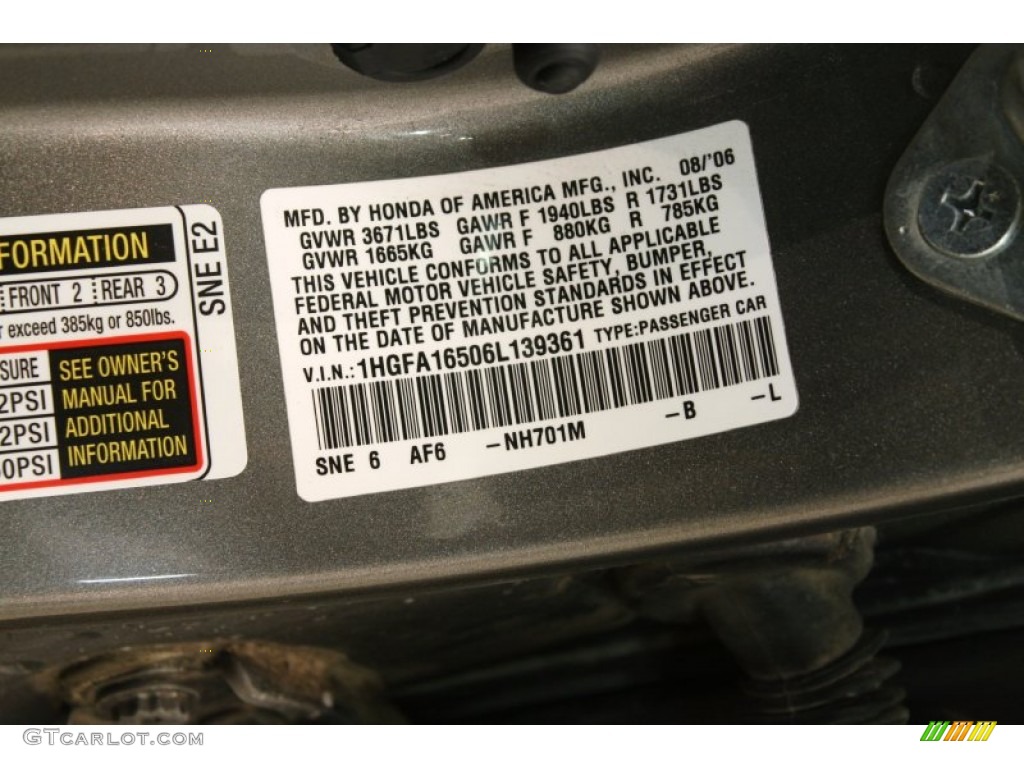 MFD. BY HONDA OF AMERICA MFG., INC. 08/'06
GVWR 3671LBS GAWR F 1940LBS R 1731LBS
GVWR 1665KG GAWR F 880KG R 785KG
THIS VEHICLE CONFORMS TO ALL APPLICABLE
FEDERAL MOTOR VEHICLE SAFETY, BUMPER,
AND THEFT PREVENTION STANDARDS IN EFFECT
ON THE DATE OF MANUFACTURE SHOWN ABOVE.
V.I.N.: 1HGFA16506L139361 TYPE:PASSENGER CAR
SNE 6 AF6 -NH701M -B -L
FORMATION
FRONT 2 REAR 3
exceed 385kg or 850lbs.
SURE
2PSI
2PSI
0PSI
SEE OWNER'S
MANUAL FOR
ADDITIONAL
INFORMATION
SNE E2
GTcarlot.com